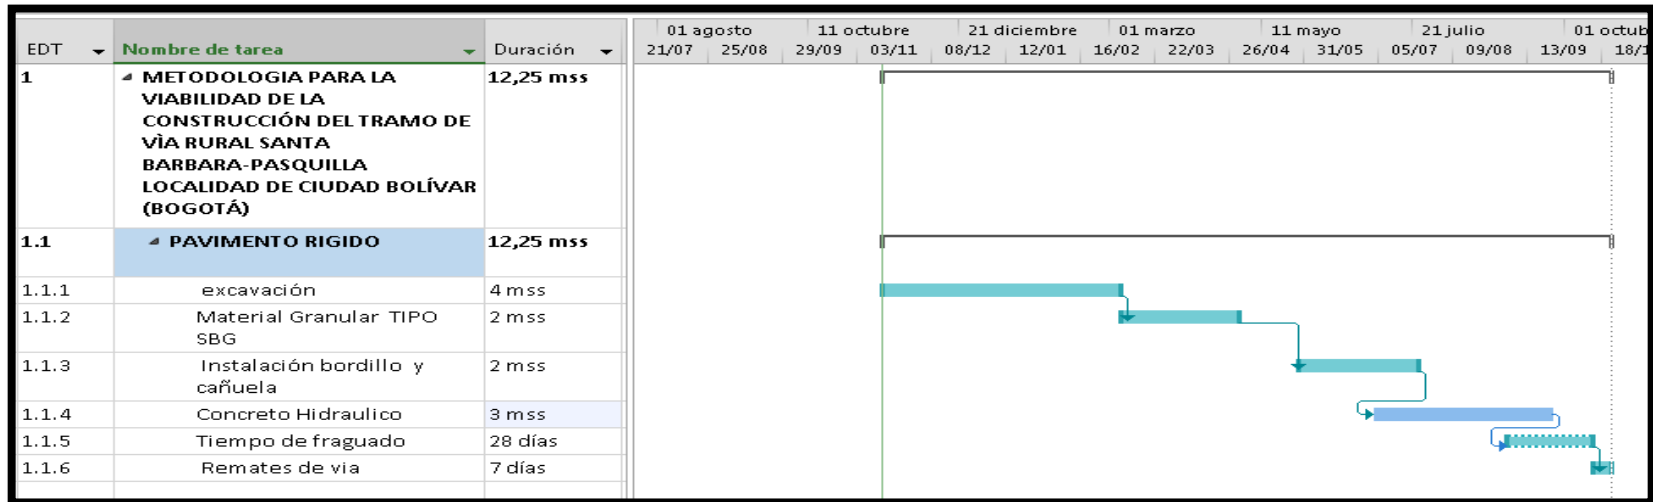 01 agosto 11 octubre 21 diciembre 01 marzo 11 mayo 21 julio 01 octub
EDT Nombre de tarea Duración 21/07 25/08 29/09 03/11 08/12 12/01 16/02 22/03 26/04 31/05 05/07 09/08 13/09 18/1
1 METODOLOGIA PARA LA 12,25 mss
VIABILIDAD DE LA
CONSTRUCCIÓN DEL TRAMO DE
VÌA RURAL SANTA
BARBARA-PASQUILLA
LOCALIDAD DE CIUDAD BOLÍVAR
(BOGOTÁ)
1.1 PAVIMENTO RIGIDO 12,25 mss
1.1.1 excavación 4 mss
1.1.2 Material Granular TIPO 2 mss
SBG
1.1.3 Instalación bordillo y 2 mss
cañuela
1.1.4 Concreto Hidraulico 3 mss
1.1.5 Tiempo de fraguado 28 días
1.1.6 Remates de via 7 días